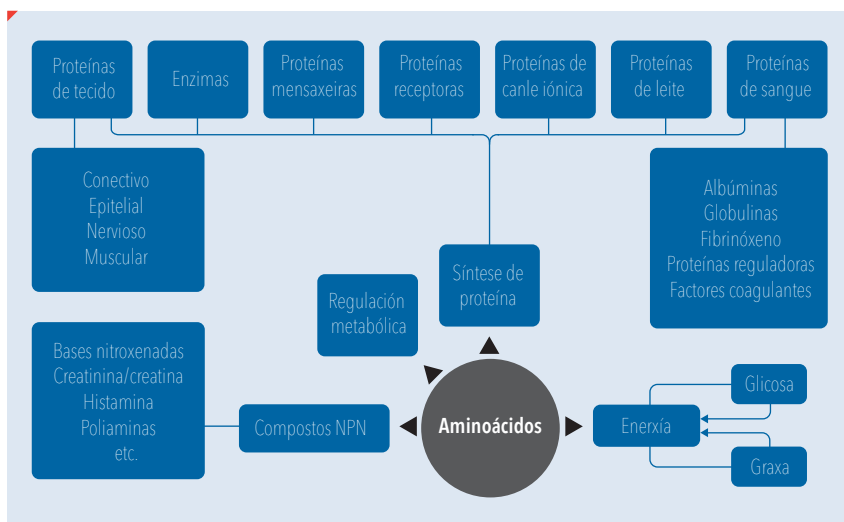 Proteínas
de tecido
Enzimas
Proteínas
mensaxeiras
Proteínas
receptoras
Proteínas de
canle iónica
Proteínas
de leite
Proteínas
de sangue
Conectivo
Epitelial
Nervioso
Muscular
Albúminas
Globulinas
Fibrinóxeno
Proteínas reguladoras
Factores coagulantes
Síntese de
proteína
Regulación
metabólica
Bases nitroxenadas
Creatinina/creatina
Histamina
Poliaminas
etc.
Compostos NPN
Aminoácidos
Enerxía
Glicosa
Graxa